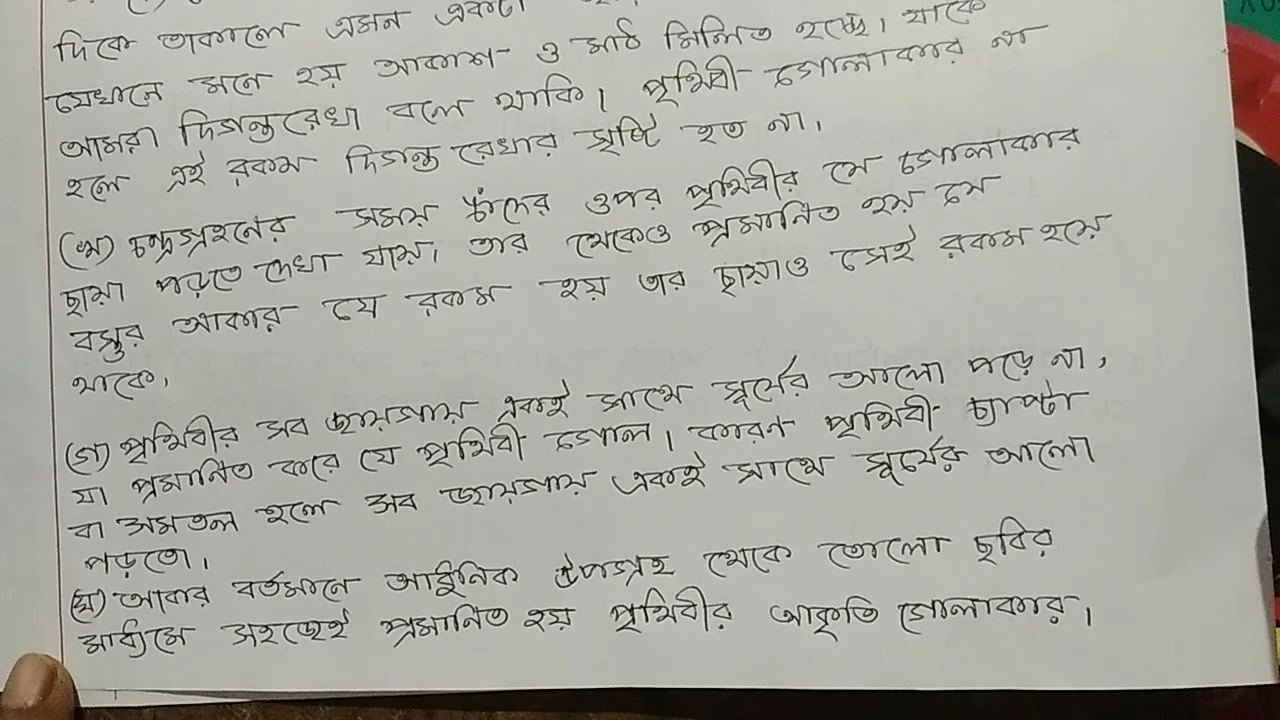 দিকে তাকালে এমন একটা
যেখানে মনে হয় আকাশ ও মাঠ মিলিত হচ্ছে। যাকে
আমরা দিগন্তরেখা বলে থাকি। পৃথিবী গোলাকার না
হলে এই রকম দিগন্ত রেখার সৃষ্টি হত না।
(খ) চন্দ্রগ্রহনের সময় চাঁদের ওপর পৃথিবীর যে গোলাকার
ছায়া পড়তে দেখা যায়, তার থেকেও প্রমানিত হয় যে
বস্তুর আকার যে রকম হয় তার ছায়াও সেই রকম হয়ে
থাকে,
(গ) পৃথিবীর সব জায়গায় একই সাথে সূর্যের আলো পড়ে না,
যা প্রমানিত করে যে পৃথিবী গোল। কারন পৃথিবী চ্যাপ্টা
বা সমতল হলে সব জায়গায় একই সাথে সূর্যের আলো
পড়তো।
(ঘ) আবার বর্তমানে আধুনিক উপগ্রহ থেকে তোলো ছবির
মাধ্যমে সহজেই প্রমানিত হয় পৃথিবীর আকৃতি গোলাকার।